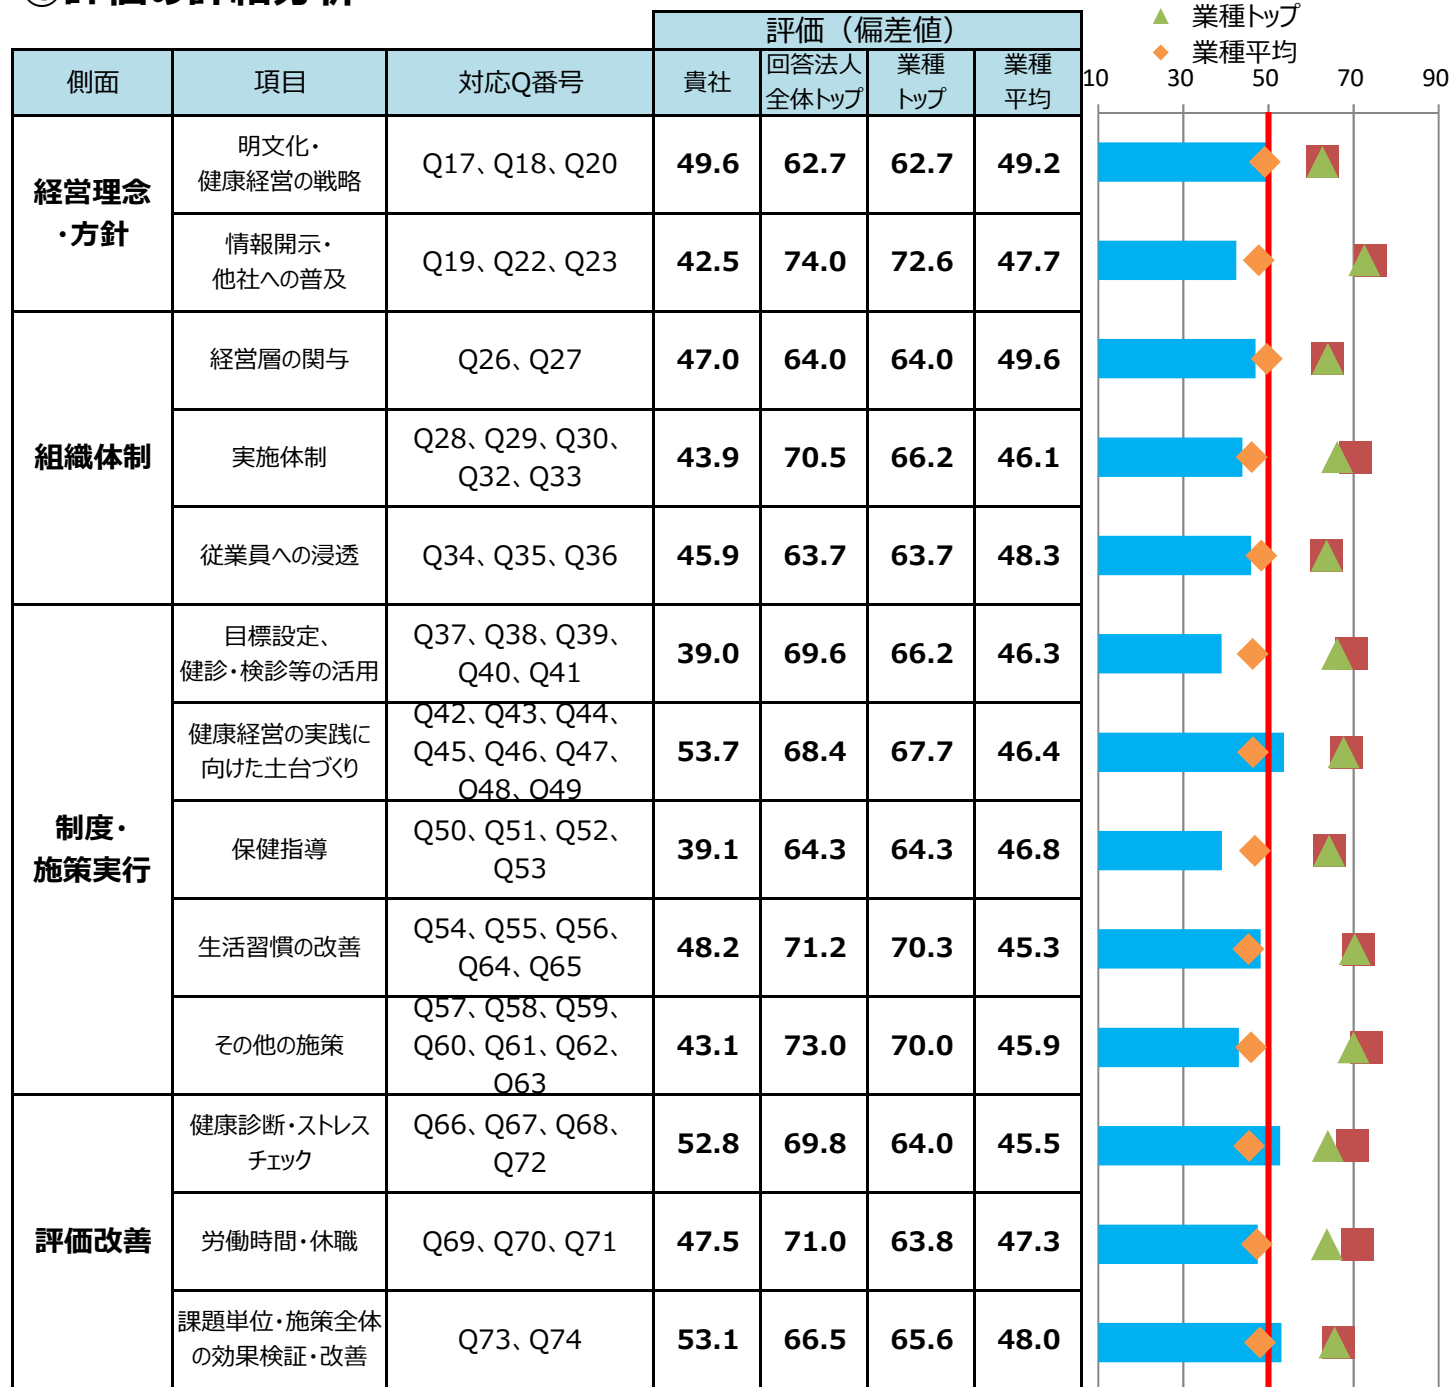 ▲ 業種トップ
評価（偏差値）
◆ 業種平均
側面 項目 対応Q番号 貴社 回答法人 業種 業種
全体トップ トップ 平均
10 30 50 70 90
経営理念
・方針
明文化・
健康経営の戦略
Q17、Q18、Q20 49.6 62.7 62.7 49.2
情報開示・
他社への普及
Q19、Q22、Q23 42.5 74.0 72.6 47.7
組織体制
経営層の関与 Q26、Q27 47.0 64.0 64.0 49.6
実施体制
Q28、Q29、Q30、
Q32、Q33
43.9 70.5 66.2 46.1
従業員への浸透 Q34、Q35、Q36 45.9 63.7 63.7 48.3
制度・
施策実行
目標設定、
健診・検診等の活用
Q37、Q38、Q39、
Q40、Q41
39.0 69.6 66.2 46.3
健康経営の実践に
向けた土台づくり
Q42、Q43、Q44、
Q45、Q46、Q47、
Q48、Q49
53.7 68.4 67.7 46.4
保健指導
Q50、Q51、Q52、
Q53
39.1 64.3 64.3 46.8
生活習慣の改善
Q54、Q55、Q56、
Q64、Q65
48.2 71.2 70.3 45.3
その他の施策
Q57、Q58、Q59、
Q60、Q61、Q62、
Q63
43.1 73.0 70.0 45.9
評価改善
健康診断・ストレス
チェック
Q66、Q67、Q68、
Q72
52.8 69.8 64.0 45.5
労働時間・休職 Q69、Q70、Q71 47.5 71.0 63.8 47.3
課題単位・施策全体
の効果検証・改善
Q73、Q74 53.1 66.5 65.6 48.0